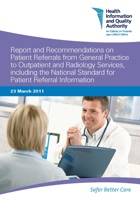 Health
Information
and Quality
Authority
Report and Recommendations on
Patient Referrals from General Practice
to Outpatient and Radiology Services,
including the National Standard for
Patient Referral Information
23 March 2011
Safer Better Care